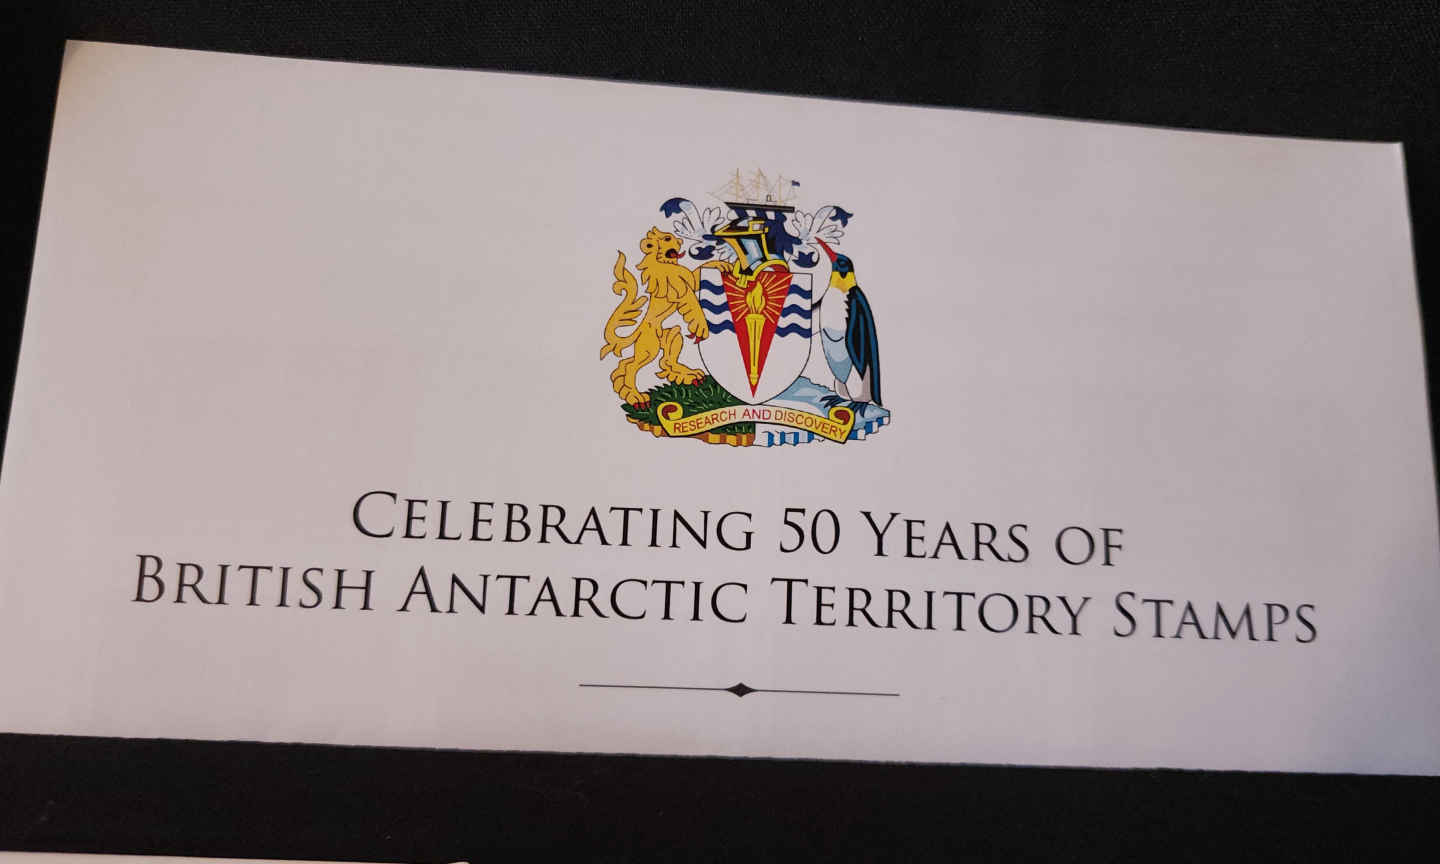 RESEARCH AND DISCOVERY
CELEBRATING 50 YEARS OF
BRITISH ANTARCTIC TERRITORY STAMPS